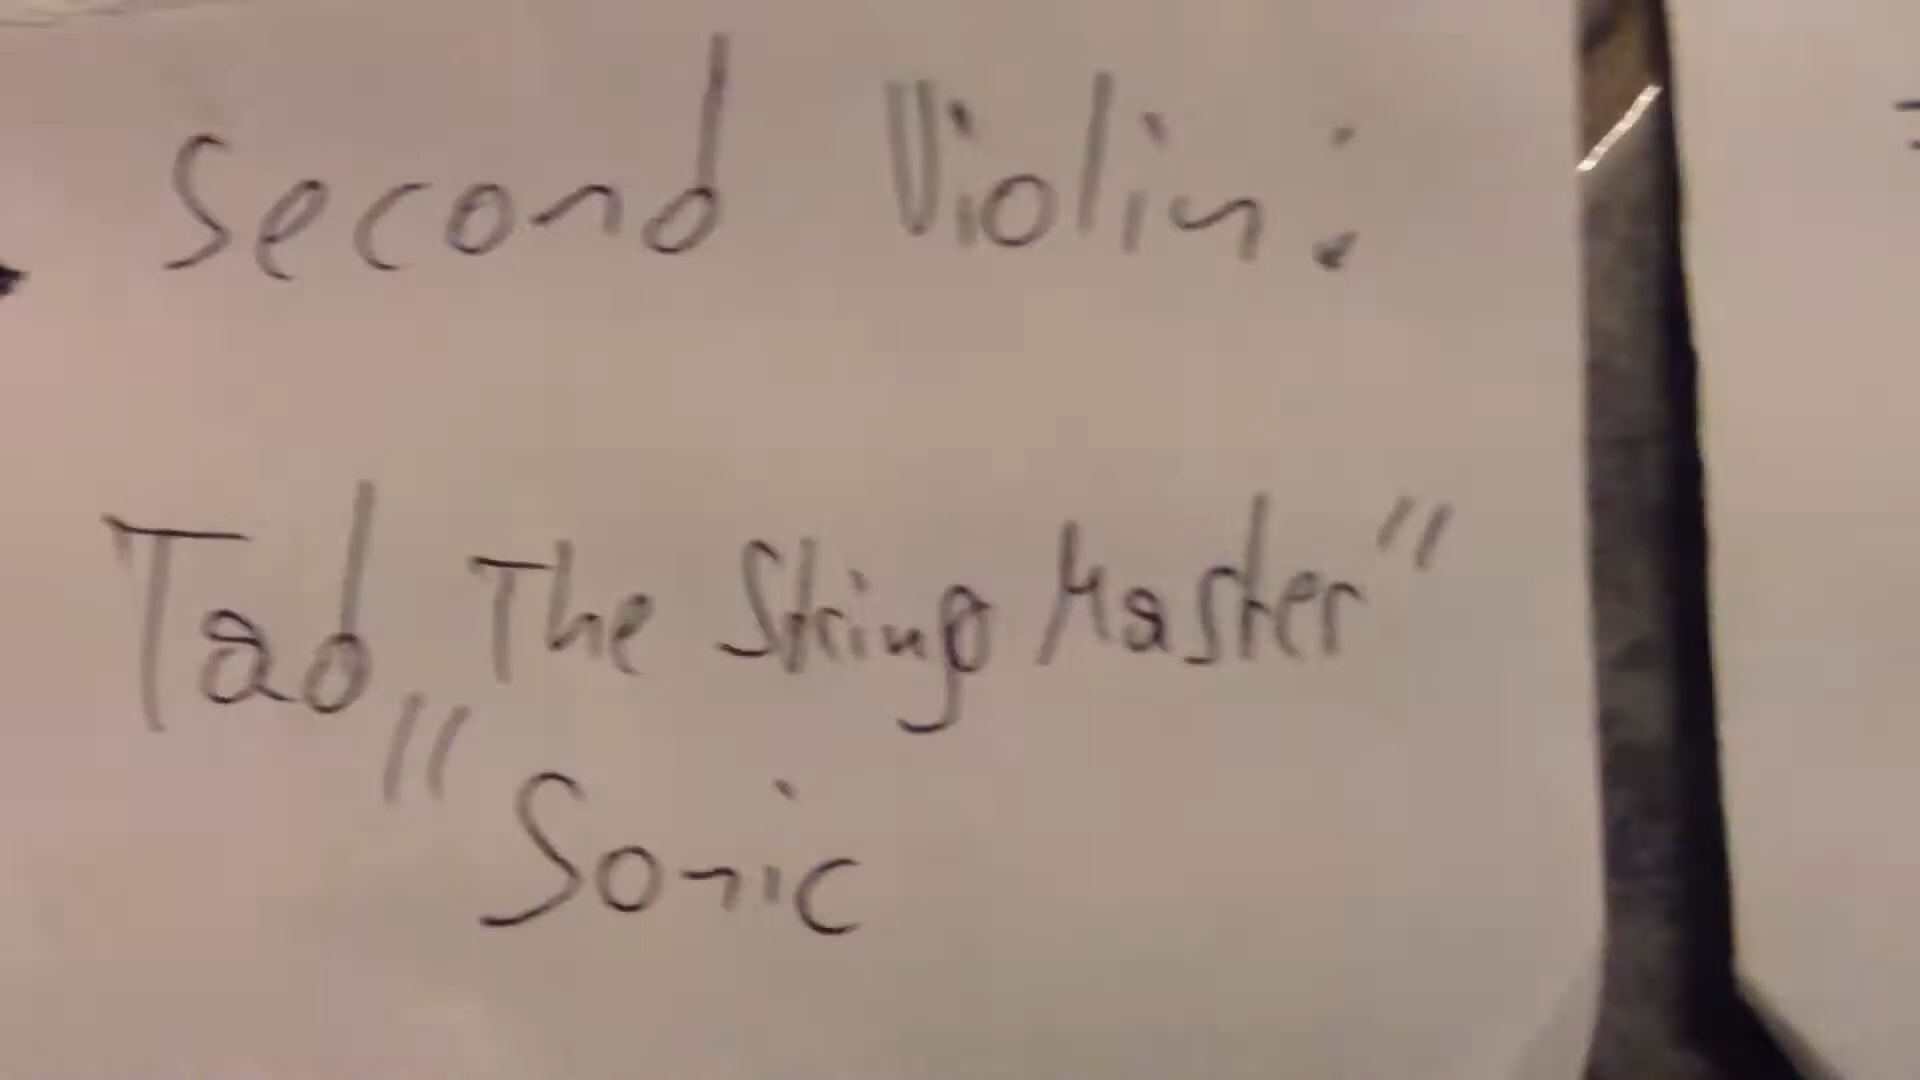 Second Violin:
Tad „The String Master"
Sonic